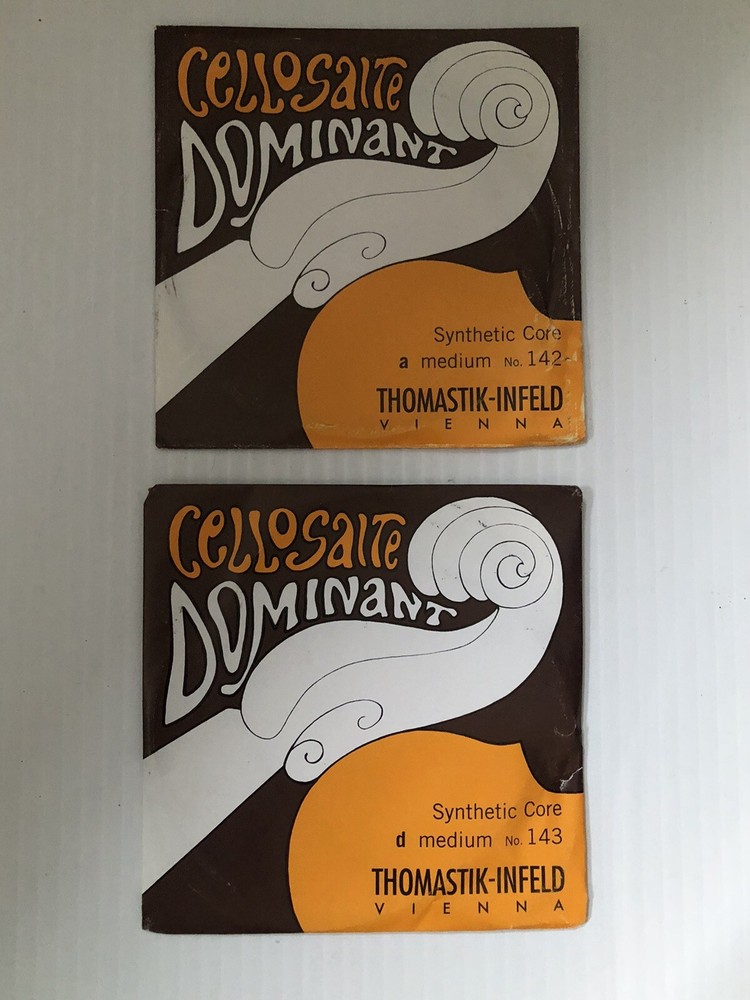 CelloSaite
DOMINANT
Synthetic Core
a medium No. 142
THOMASTIK-INFELD
VIENNA
CelloSaite
DOMINANT
Synthetic Core
d medium No. 143
THOMASTIK-INFELD
VIENNA